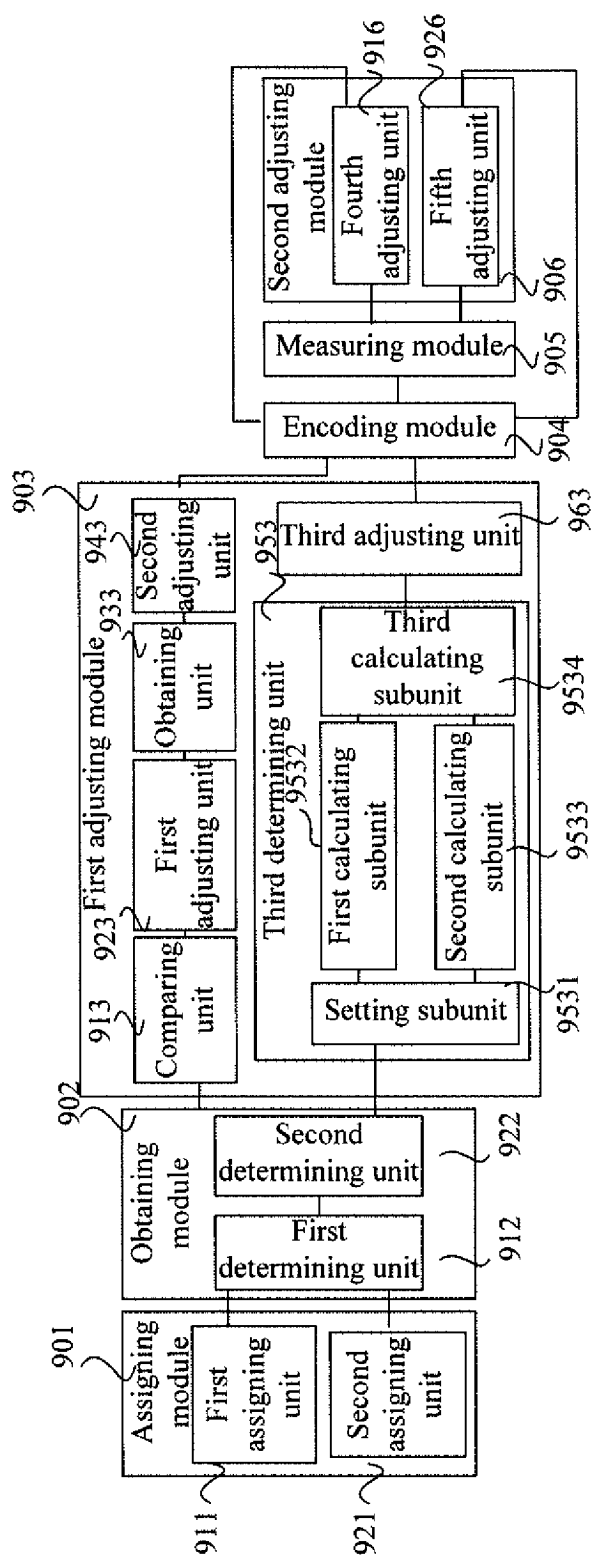 901
Assigning
module
First
assigning
unit
911
Second
assigning
unit
921
902
Obtaining
module
First
determining unit
912
Second
determining unit
922
First adjusting module
903
913
Comparing
unit
923
First
adjusting unit
933
Obtaining
unit
943
Second
adjusting
unit
Third determining unit
953
Setting subunit
9531
9532
First calculating
subunit
Second calculating
subunit
9533
Third
calculating
subunit
9534
Third adjusting unit
963
Encoding module
904
Measuring module
905
Second adjusting
module
Fourth
adjusting unit
916
Fifth
adjusting unit
926
906